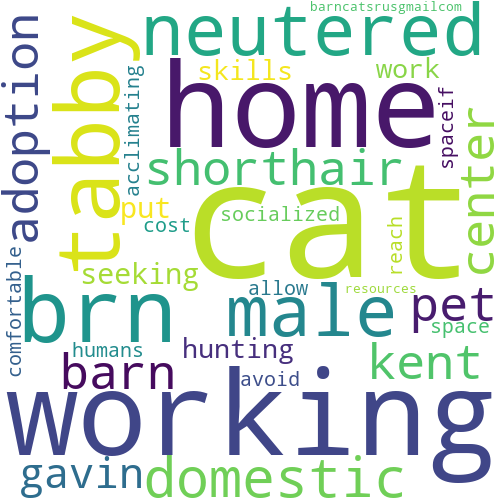 barncatsrusgmailcom
neutered
adoption
tabby
home
skills
work
acclimating
spaceif
shorthair
center
put
cat
cost
socialized
reach
seeking
allow
resources
comfortable
brn
male
pet
space
humans
hunting
kent
barn
avoid
working
gavin
domestic